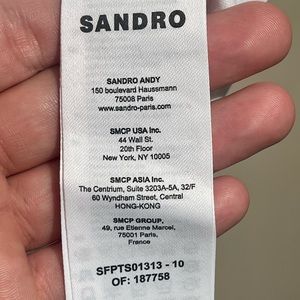 SANDRO
SANDRO ANDY
150 boulevard Haussmann
75008 Paris
www.sandro-paris.com
SMCP USA Inc.
44 Wall St.
20th Floor
New York, NY 10005
SMCP ASIA Inc.
The Centrium, Suite 3203A-5A, 32/F
60 Wyndham Street, Central
HONG-KONG
SMCP GROUP,
49, rue Etienne Marcel,
75001 Paris,
France
SFPTS01313 - 10
OF: 187758